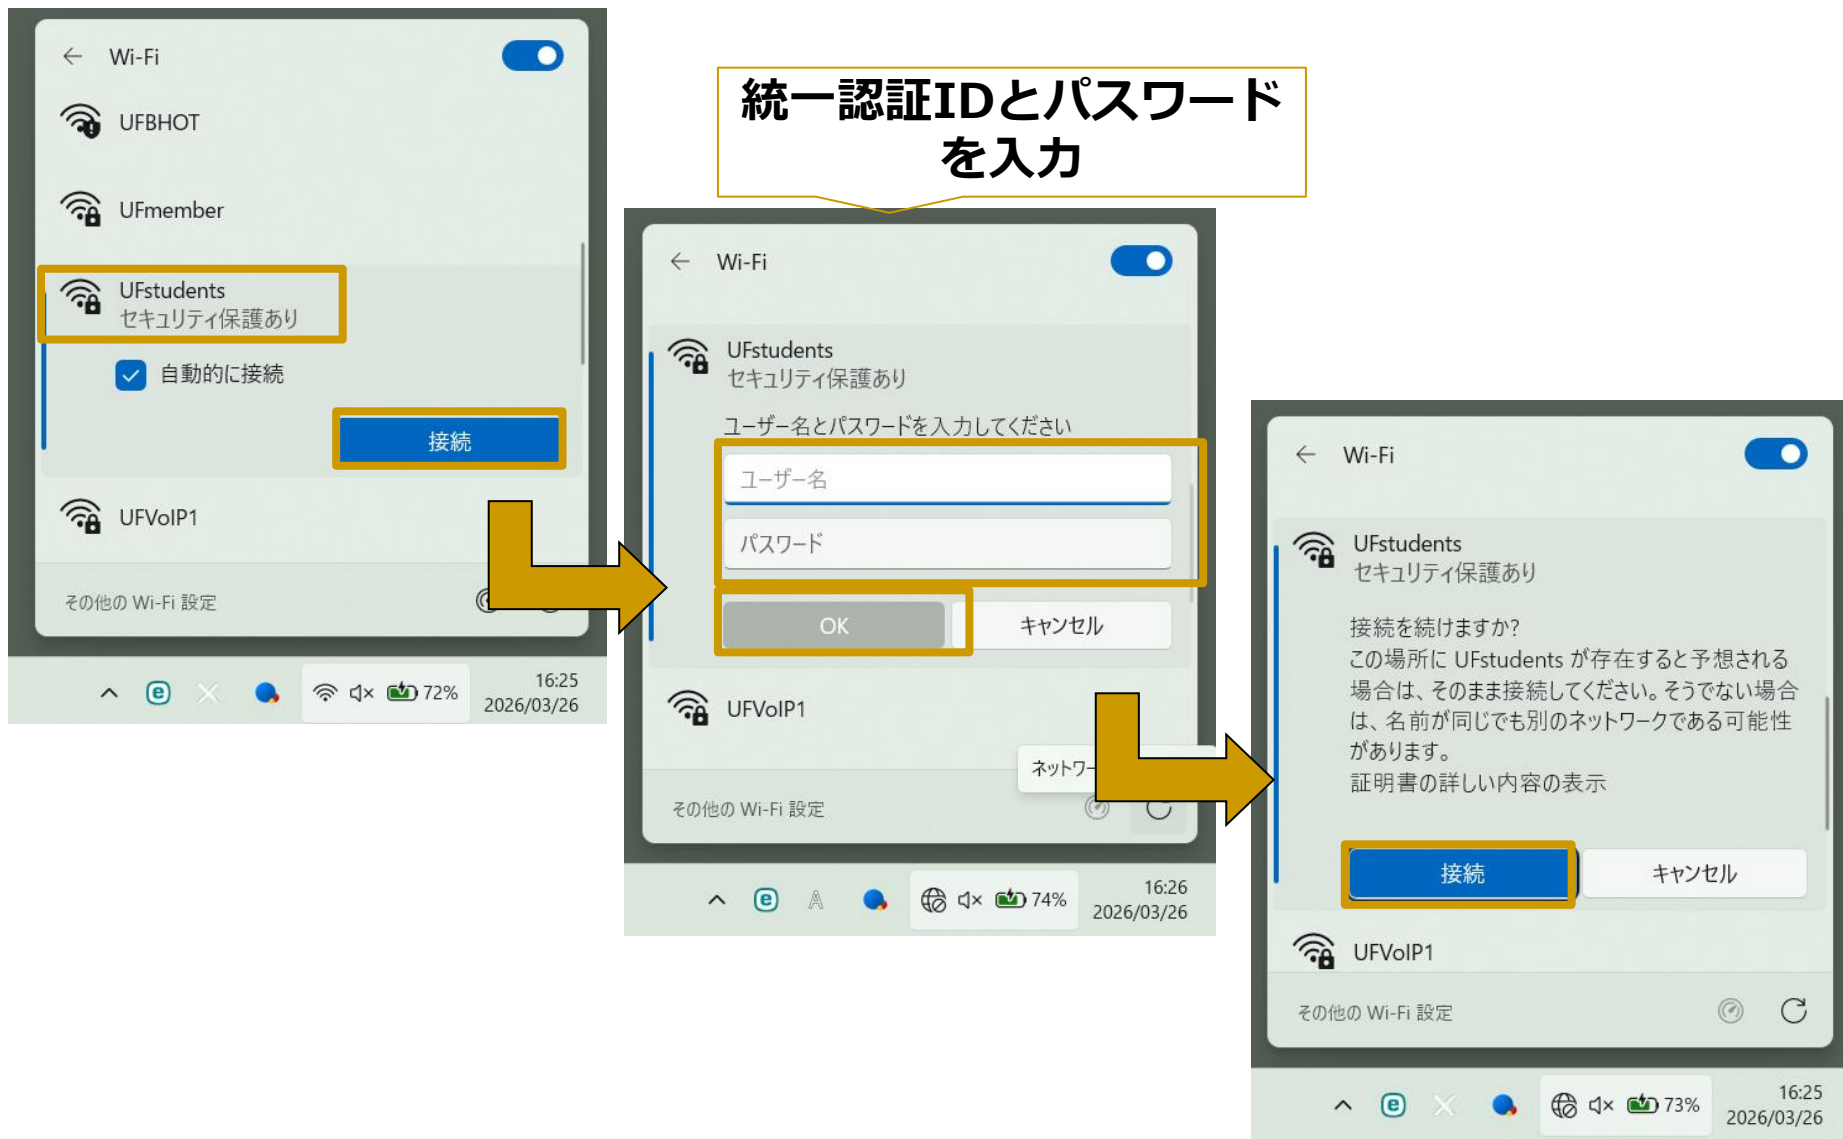 Wi-Fi
UFBHOT
UFmember
UFstudents
セキュリティ保護あり
自動的に接続
接続
UFVoIP1
その他の Wi-Fi 設定
72%
16:25
2026/03/26
統一認証IDとパスワード
を入力
Wi-Fi
UFstudents
セキュリティ保護あり
ユーザー名とパスワードを入力してください
ユーザー名
パスワード
OK
キャンセル
UFVoIP1
ネットワー
その他の Wi-Fi 設定
A
74%
16:26
2026/03/26
Wi-Fi
UFstudents
セキュリティ保護あり
接続を続けますか?
この場所に UFstudents が存在すると予想される
場合は、そのまま接続してください。そうでない場合
は、名前が同じでも別のネットワークである可能性
があります。
証明書の詳しい内容の表示
接続
キャンセル
UFVoIP1
その他の Wi-Fi 設定
73%
16:25
2026/03/26